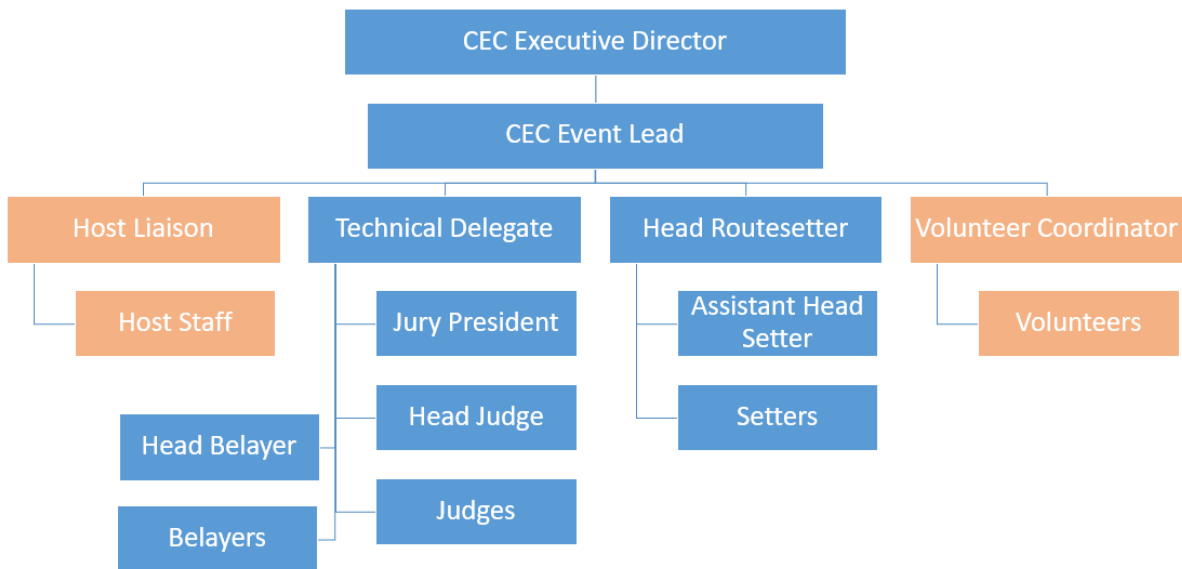 CEC Executive Director
CEC Event Lead
Host Liaison
Technical Delegate
Head Routesetter
Volunteer Coordinator
Host Staff
Jury President
Assistant Head
Setter
Volunteers
Head Belayer
Head Judge
Setters
Belayers
Judges